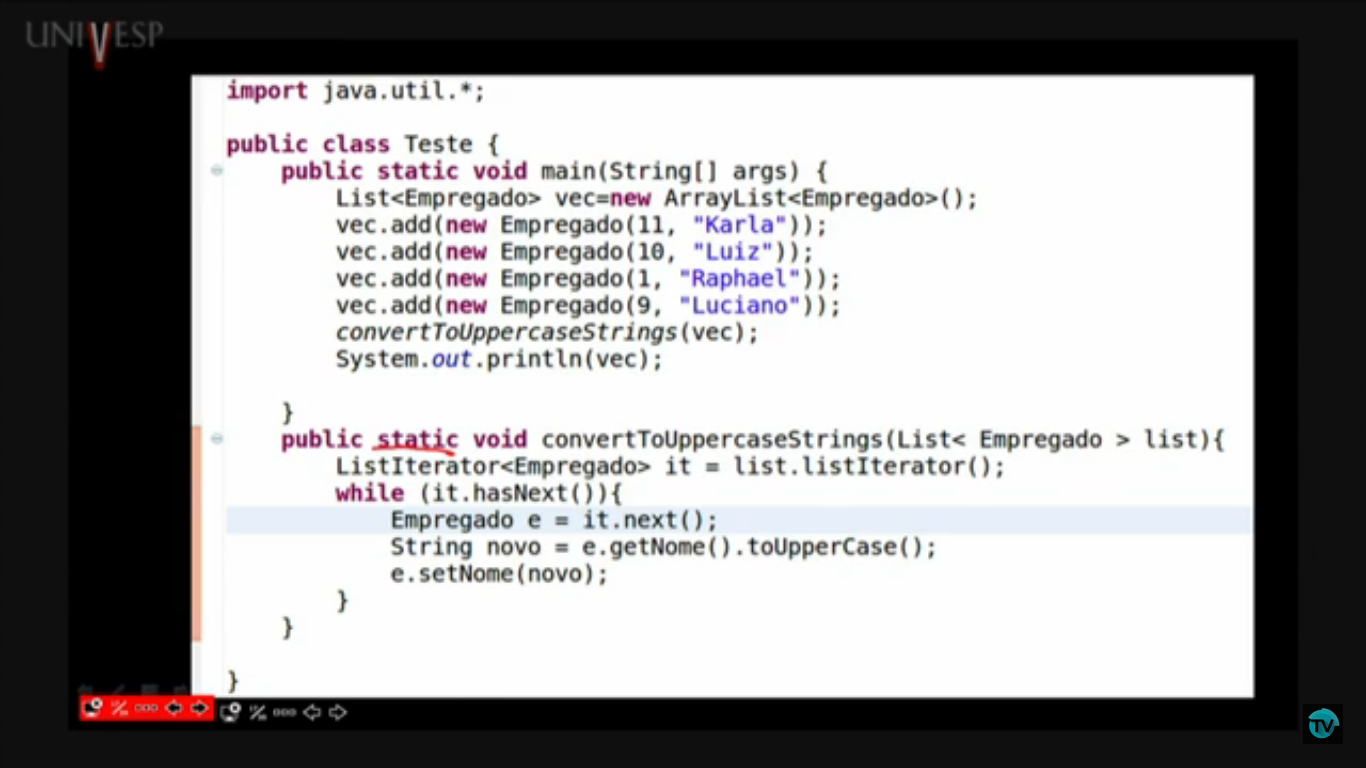 UNIVESP
import java.util.*;
public class Teste {
public static void main(String[] args) {
List<Empregado> vec=new ArrayList<Empregado>();
vec.add(new Empregado(11, "Karla"));
vec.add(new Empregado(10, "Luiz"));
vec.add(new Empregado(1, "Raphael"));
vec.add(new Empregado(9, "Luciano"));
convertToUppercaseStrings(vec);
System.out.println(vec);
}
public static void convertToUppercaseStrings(List< Empregado > list){
ListIterator<Empregado> it = list.listIterator();
while (it.hasNext()){
Empregado e = it.next();
String novo = e.getNome().toUpperCase();
e.setNome(novo);
}
}
}
TV